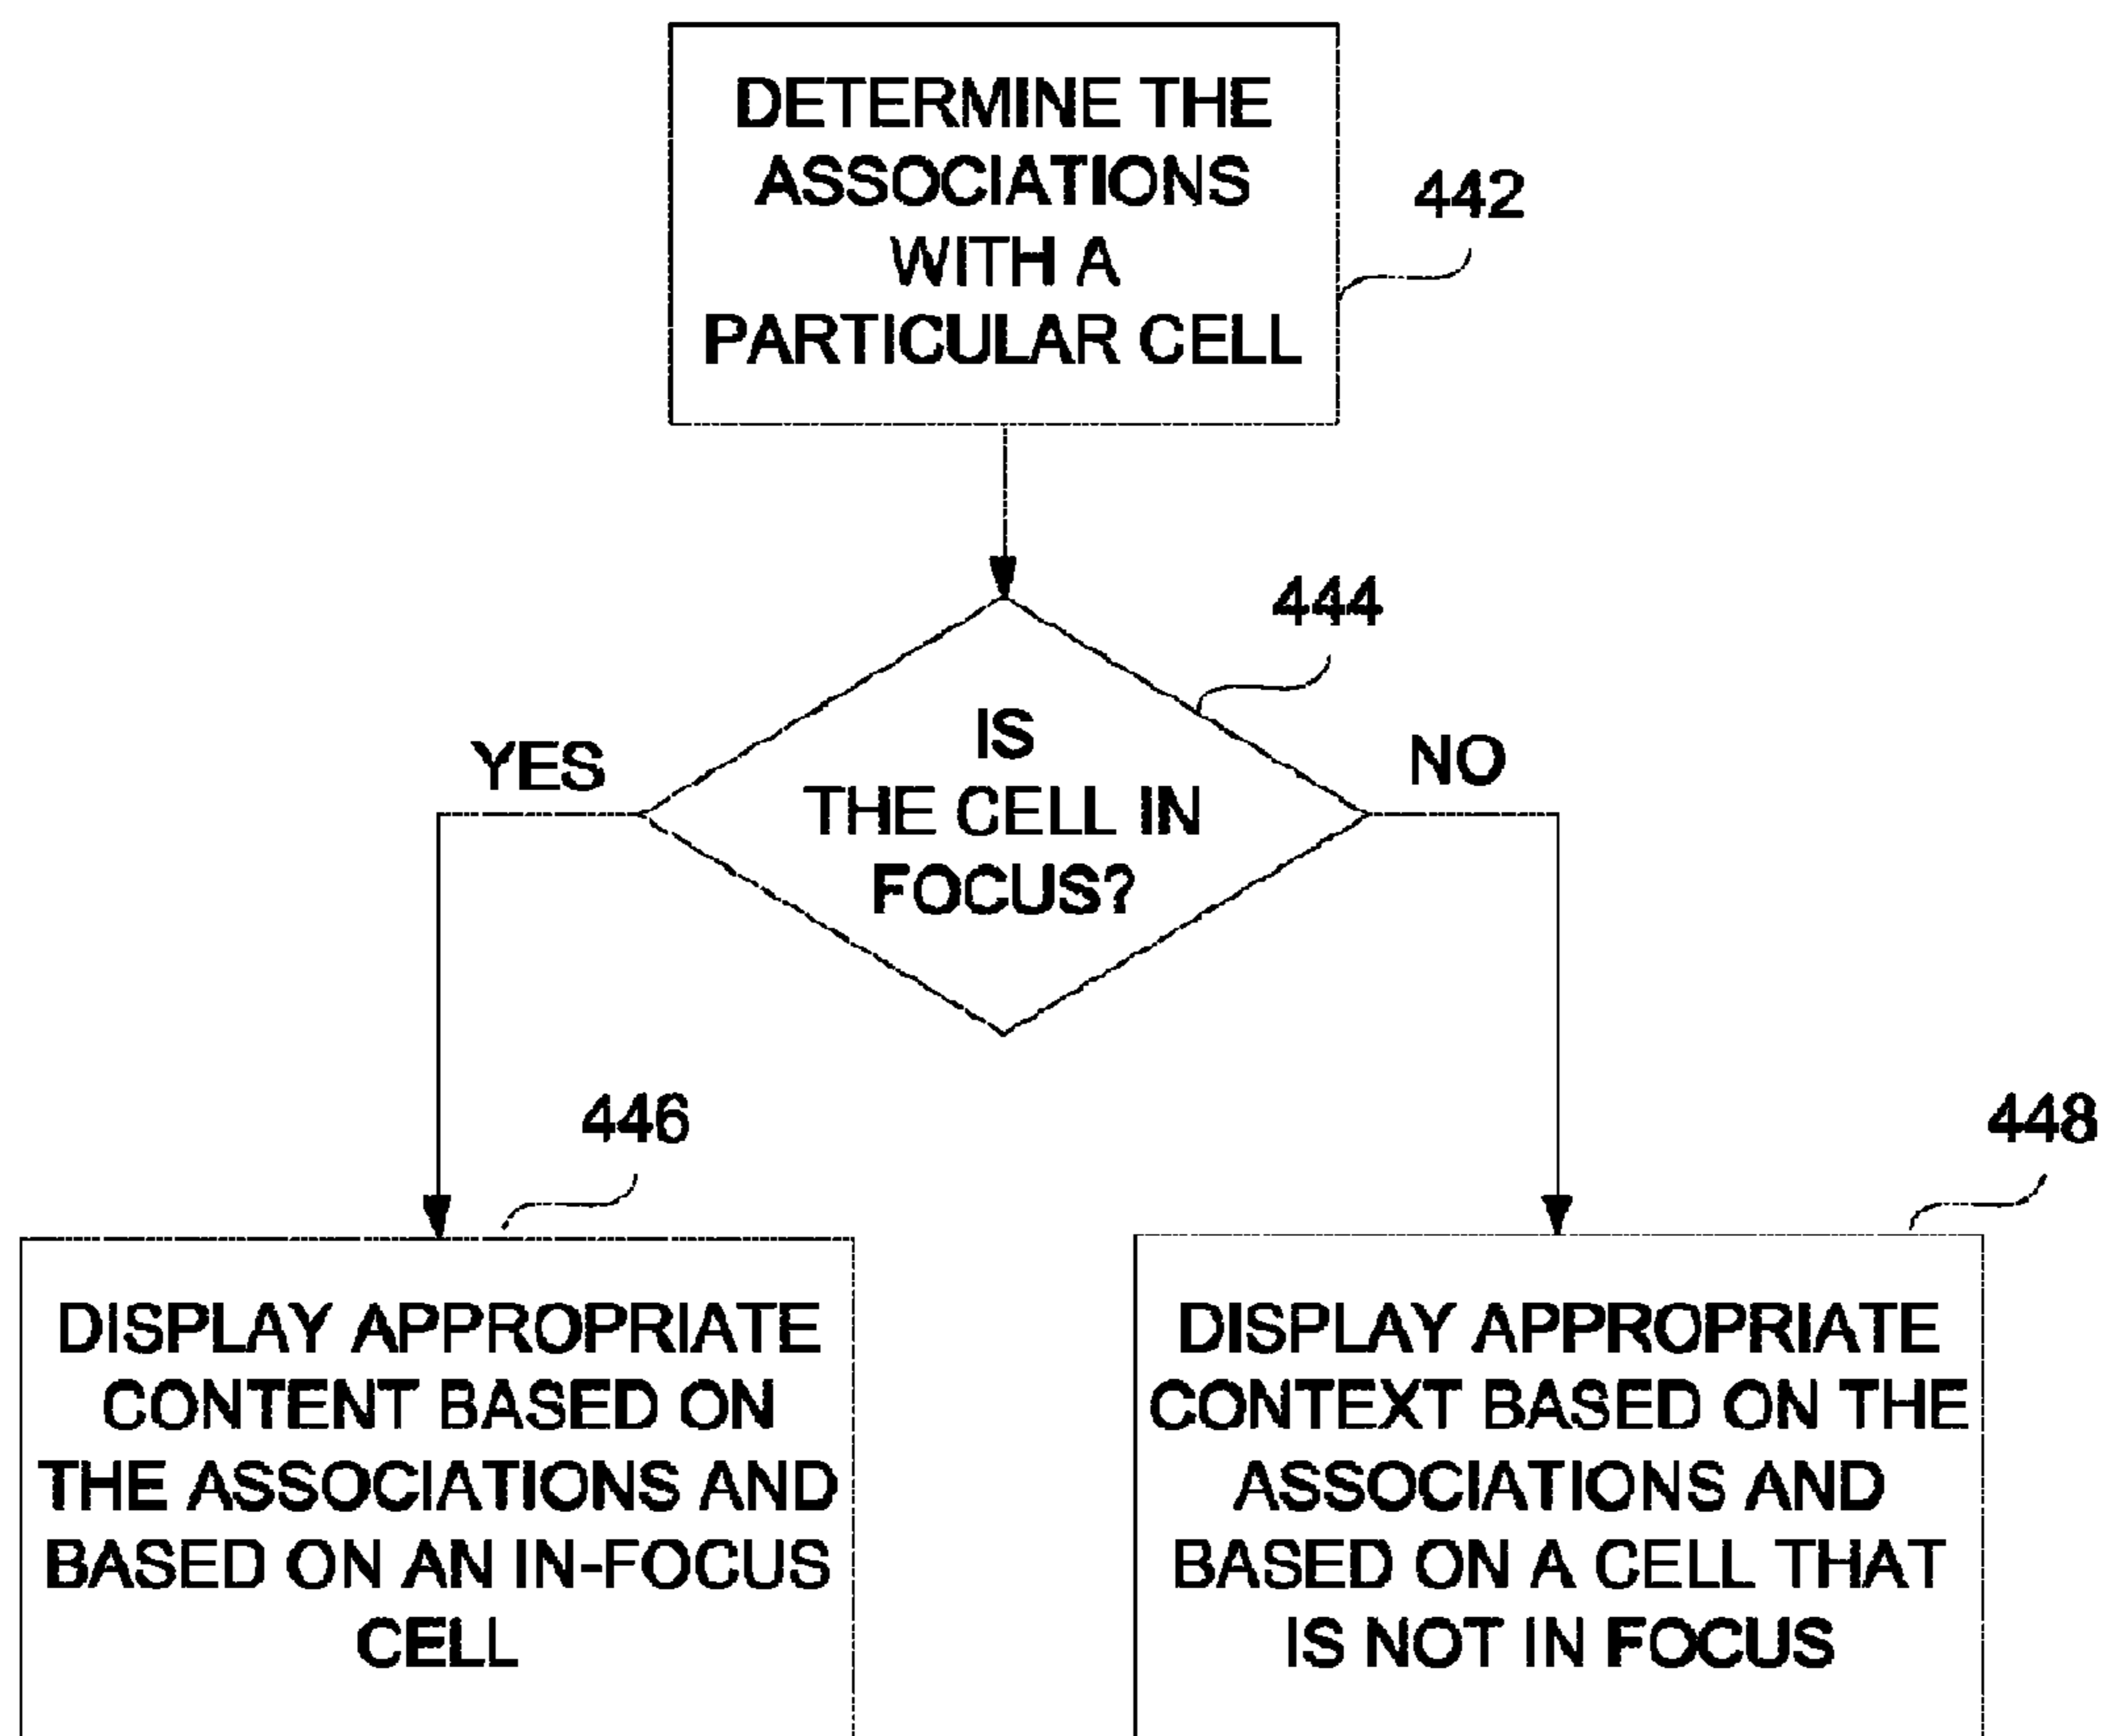 DETERMINE THE
ASSOCIATIONS
WITH A
PARTICULAR CELL
442
444
IS
THE CELL IN
FOCUS?
YES
NO
446
448
DISPLAY APPROPRIATE
CONTENT BASED ON
THE ASSOCIATIONS AND
BASED ON AN IN-FOCUS
CELL
DISPLAY APPROPRIATE
CONTEXT BASED ON THE
ASSOCIATIONS AND
BASED ON A CELL THAT
IS NOT IN FOCUS